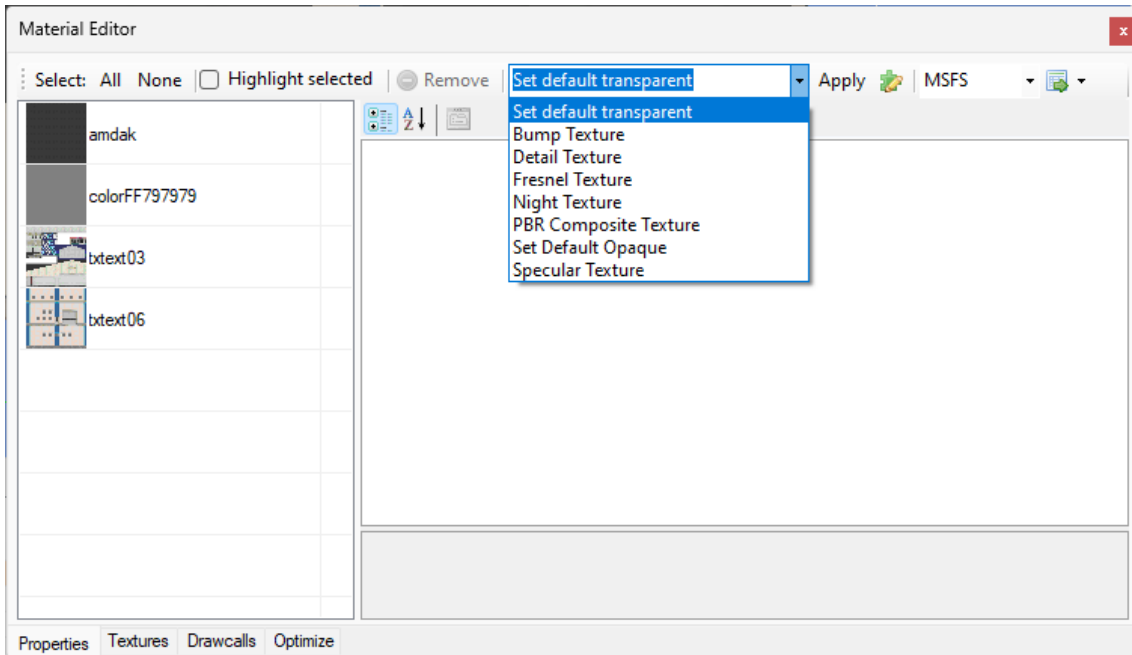 Material Editor
x
Select: All None Highlight selected Remove Set default transparent Apply MSFS
Set default transparent
Bump Texture
Detail Texture
Fresnel Texture
Night Texture
PBR Composite Texture
Set Default Opaque
Specular Texture
A
Z
amdak
colorFF797979
txtext03
txtext06
Properties Textures Drawcalls Optimize